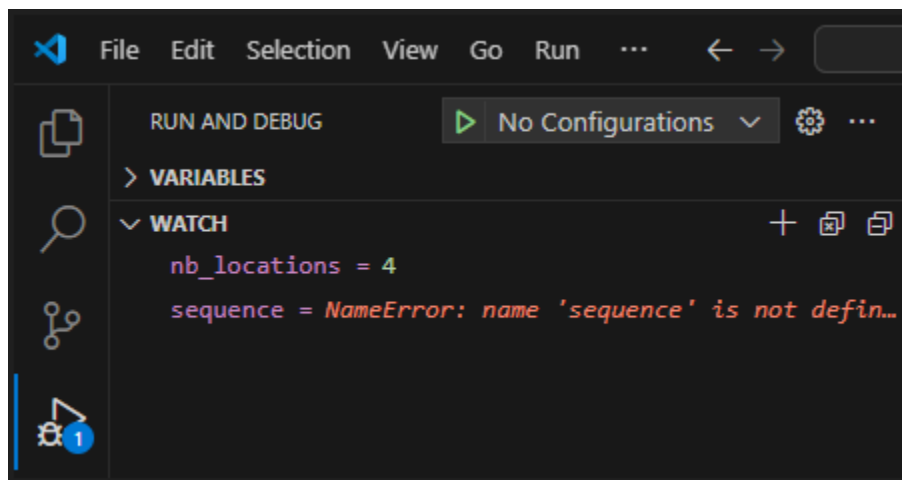 File Edit Selection View Go Run ···
RUN AND DEBUG No Configurations ···
VARIABLES
WATCH
nb_locations = 4
sequence = NameError: name 'sequence' is not defin…
1